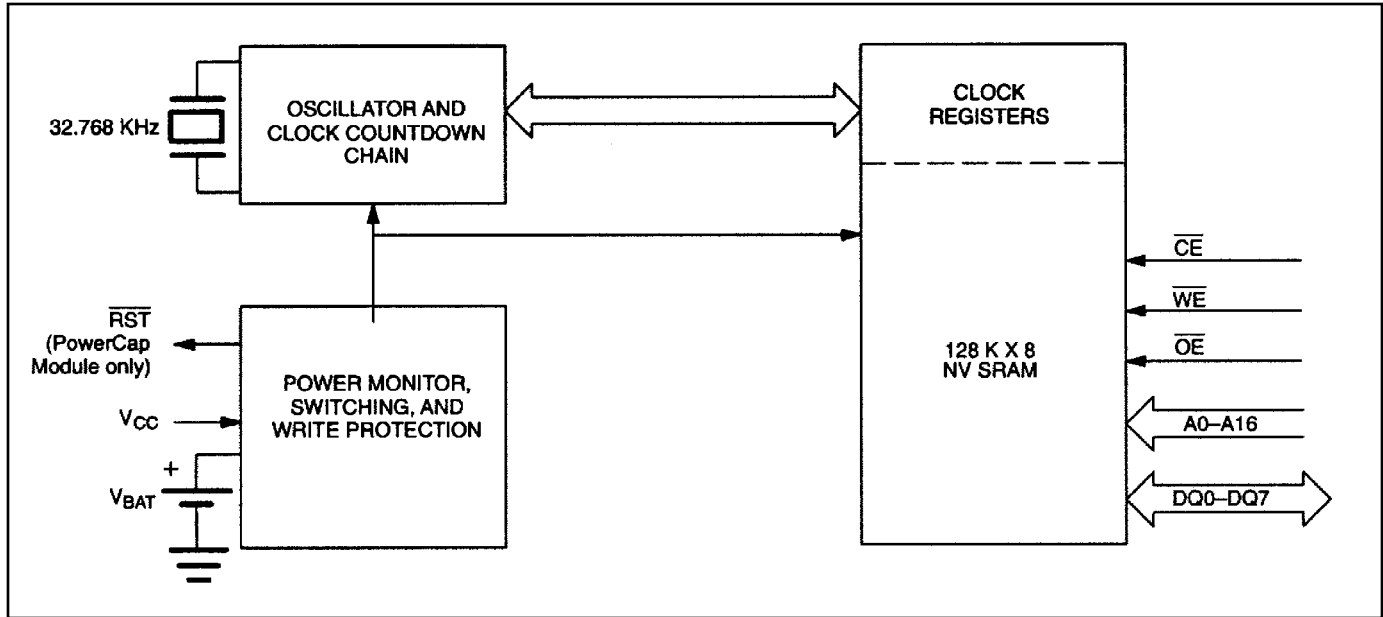 32.768 KHz
OSCILLATOR AND
CLOCK COUNTDOWN
CHAIN
CLOCK
REGISTERS
RST
(PowerCap
Module only)
VCC
+
VBAT
POWER MONITOR,
SWITCHING, AND
WRITE PROTECTION
128 K X 8
NV SRAM
CE
WE
OE
A0–A16
DQ0–DQ7